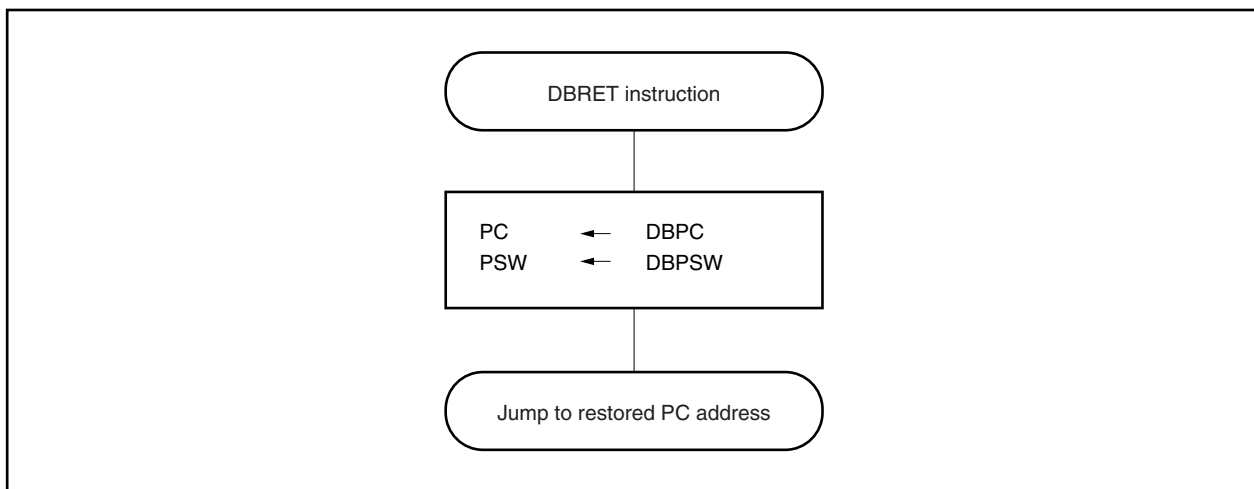 DBRET instruction
PC ← DBPC
PSW ← DBPSW
Jump to restored PC address